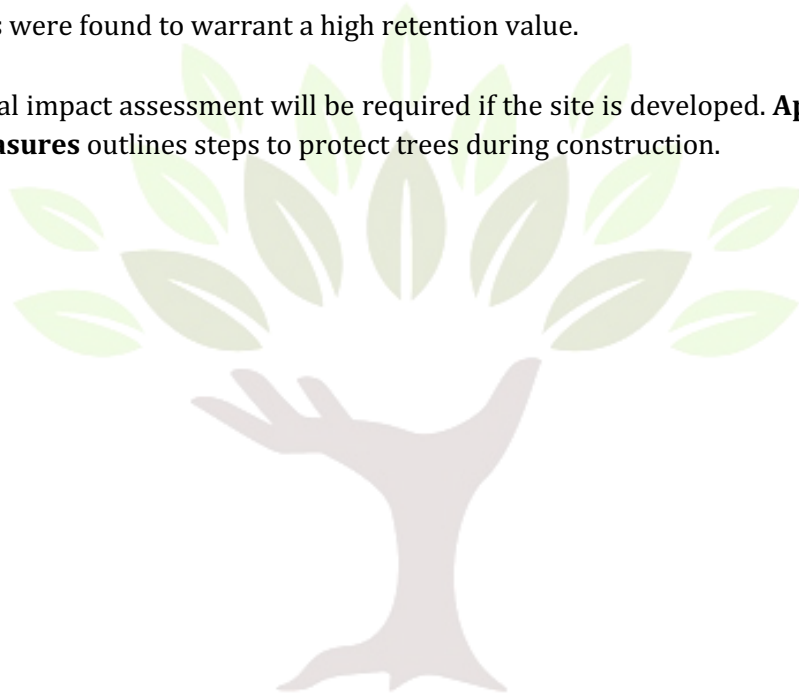 s were found to warrant a high retention value.
al impact assessment will be required if the site is developed. Ap
asures outlines steps to protect trees during construction.